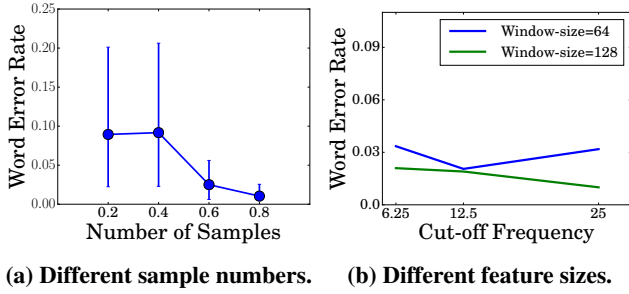 0.25
0.20
0.15
0.10
0.05
0.00
Word Error Rate
0.2 0.4 0.6 0.8
Number of Samples
(a) Different sample numbers.
0.09
0.06
0.03
0.0
Word Error Rate
Window-size=64
Window-size=128
6.25 12.5 25
Cut-off Frequency
(b) Different feature sizes.